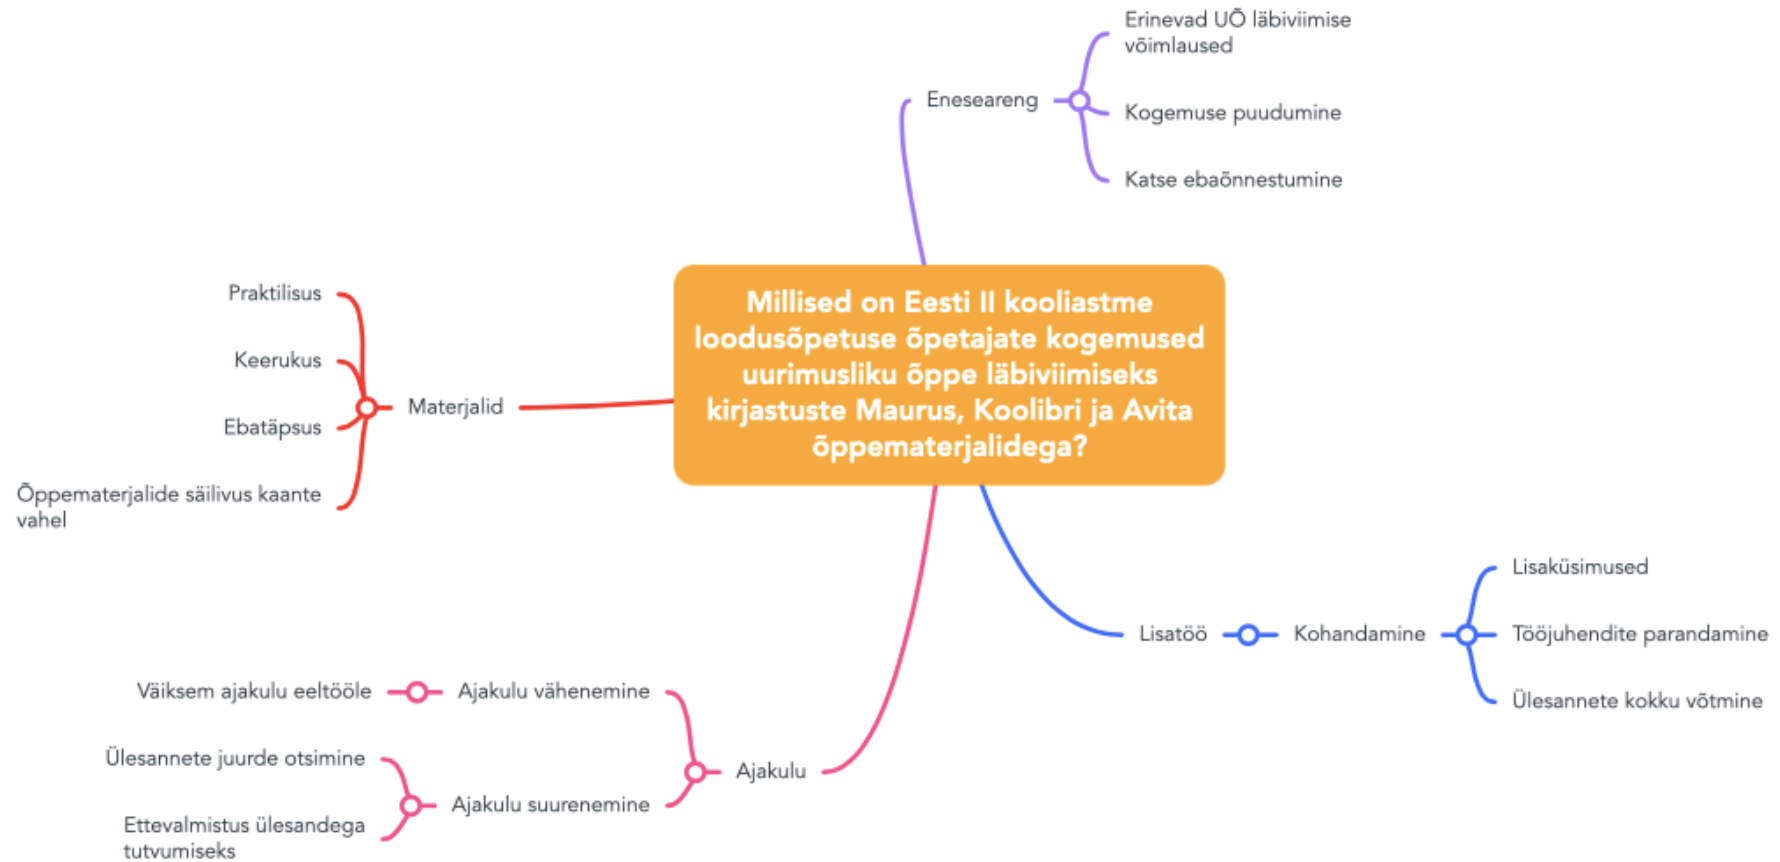 Erinevad UÕ läbiviimise
võimlaused
Enesareng
Kogemuse puudumine
Katse ebaõnnestumine
Millised on Eesti II kooliastme
loodusõpetuse õpetajate kogemused
uurimusliku õppe läbiviimiseks
kirjastuste Maurus, Koolibri ja Avita
õppematerjalidega?
Praktilisus
Keerukus
Materjalid
Ebatäpsus
Õppematerjalide säilivus kaante
vahel
Lisaküsimused
Lisatöö
Kohandamine
Tööjuhendite parandamine
Ülesannete kokku võtmine
Väiksem ajakulu eeltööle
Ajakulu vähenemine
Ülesannete juurde otsimine
Ajakulu
Ajakulu suurenemine
Ettevalmistus ülesandega
tutvumiseks